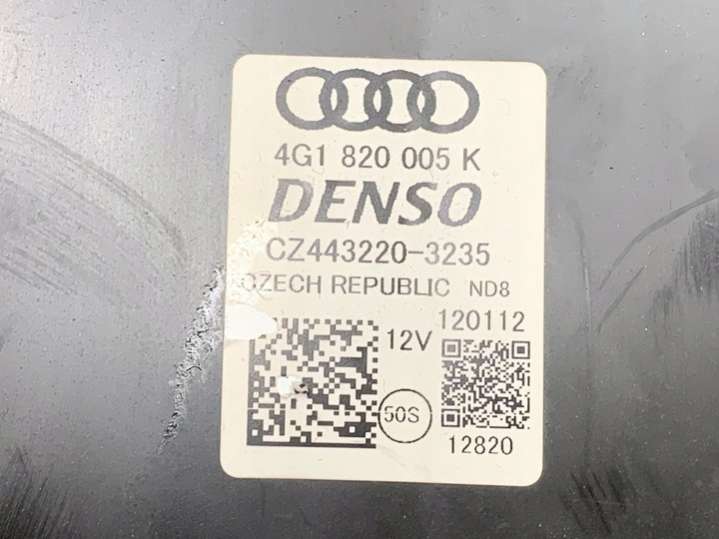 4G1 820 005 K
DENSO
CZ443220-3235
CZECH REPUBLIC ND8
12V 120112
50S
12820